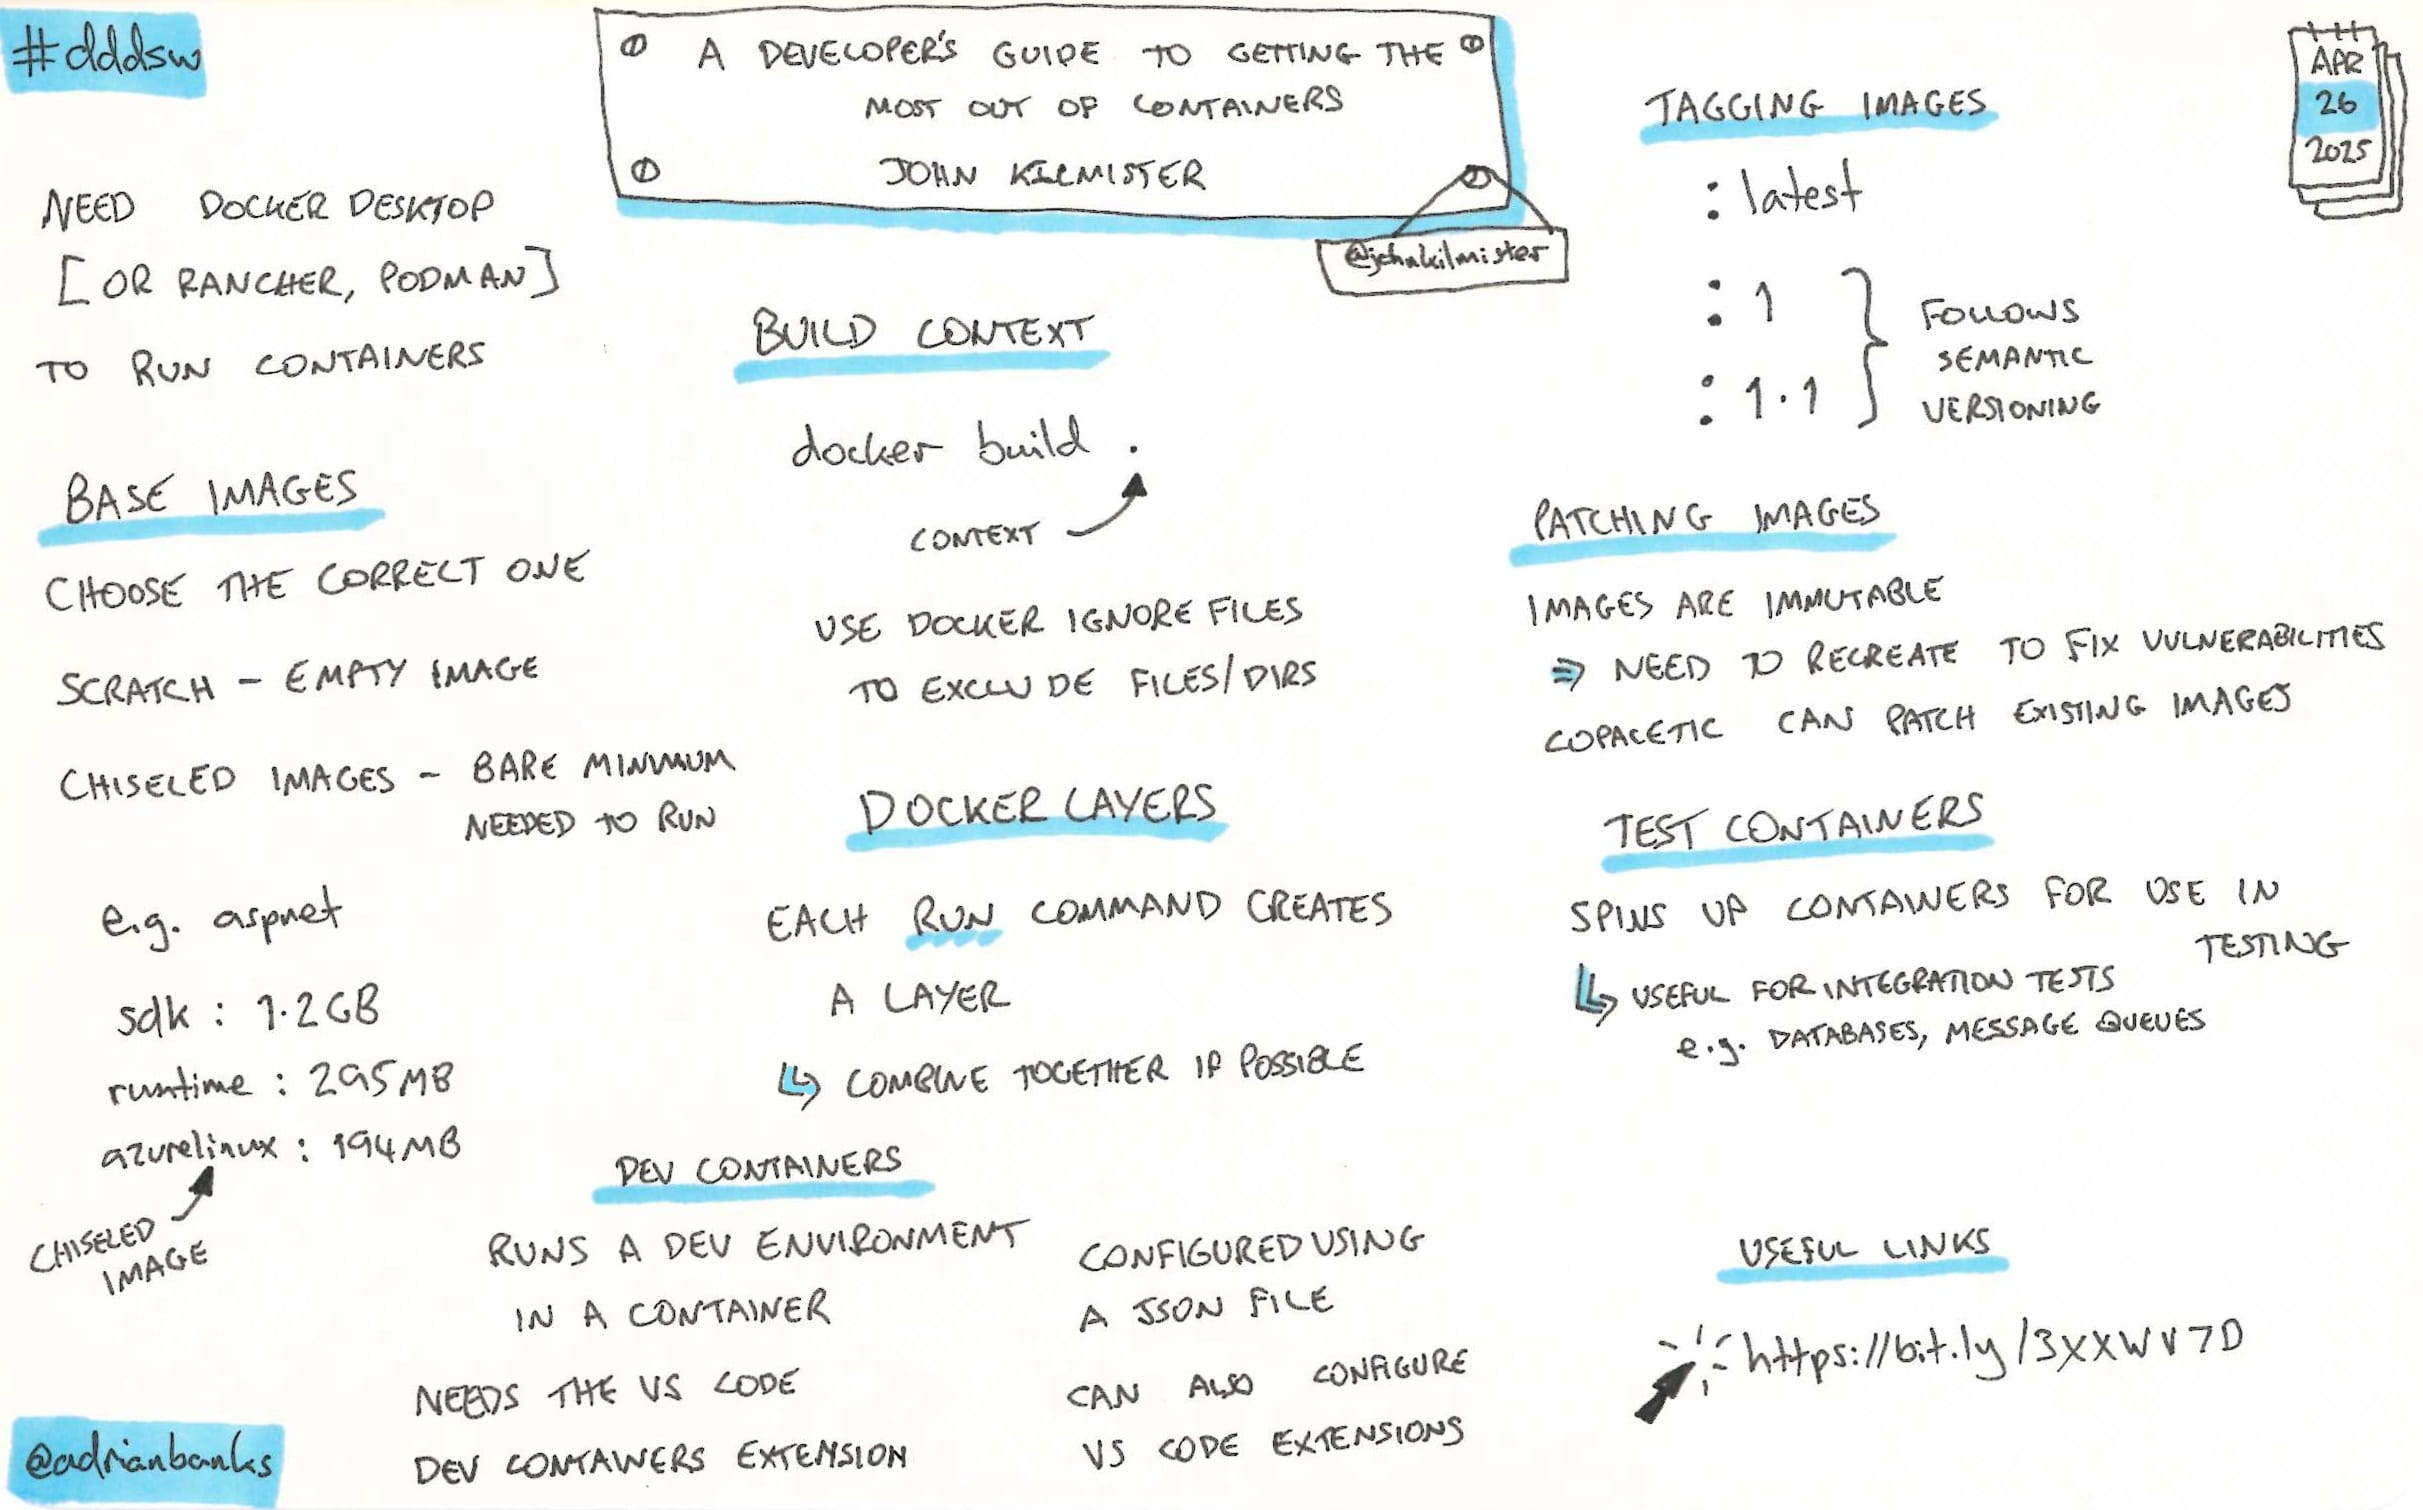 #dddsw
A DEVELOPER'S GUIDE TO GETTING THE
MOST OUT OF CONTAINERS
JOHN KILMISTER
@johnkilmister
APR
26
2025
NEED DOCKER DESKTOP
[OR RANCHER, PODMAN]
TO RUN CONTAINERS
BASE IMAGES
CHOOSE THE CORRECT ONE
SCRATCH - EMPTY IMAGE
CHISELED IMAGES - BARE MINIMUM
NEEDED TO RUN
e.g. aspnet
sdk : 1.2GB
runtime : 295MB
azurelinux : 194MB
CHISELED
IMAGE
BUILD CONTEXT
docker build .
CONTEXT
USE DOCKER IGNORE FILES
TO EXCLUDE FILES/DIRS
DOCKER LAYERS
EACH RUN COMMAND CREATES
A LAYER
↳ COMBINE TOGETHER IF POSSIBLE
DEV CONTAINERS
RUNS A DEV ENVIRONMENT
IN A CONTAINER
NEEDS THE VS CODE
DEV CONTAINERS EXTENSION
CONFIGURED USING
A JSON FILE
CAN ALSO CONFIGURE
VS CODE EXTENSIONS
TAGGING IMAGES
: latest
: 1
: 1.1
FOLLOWS
SEMANTIC
VERSIONING
PATCHING IMAGES
IMAGES ARE IMMUTABLE
⇒ NEED TO RECREATE TO FIX VULNERABILITIES
COPACETIC CAN PATCH EXISTING IMAGES
TEST CONTAINERS
SPINS UP CONTAINERS FOR USE IN
TESTING
↳ USEFUL FOR INTEGRATION TESTS
e.g. DATABASES, MESSAGE QUEUES
USEFUL LINKS
https://bit.ly/3XXWV7D
@adrianbanks